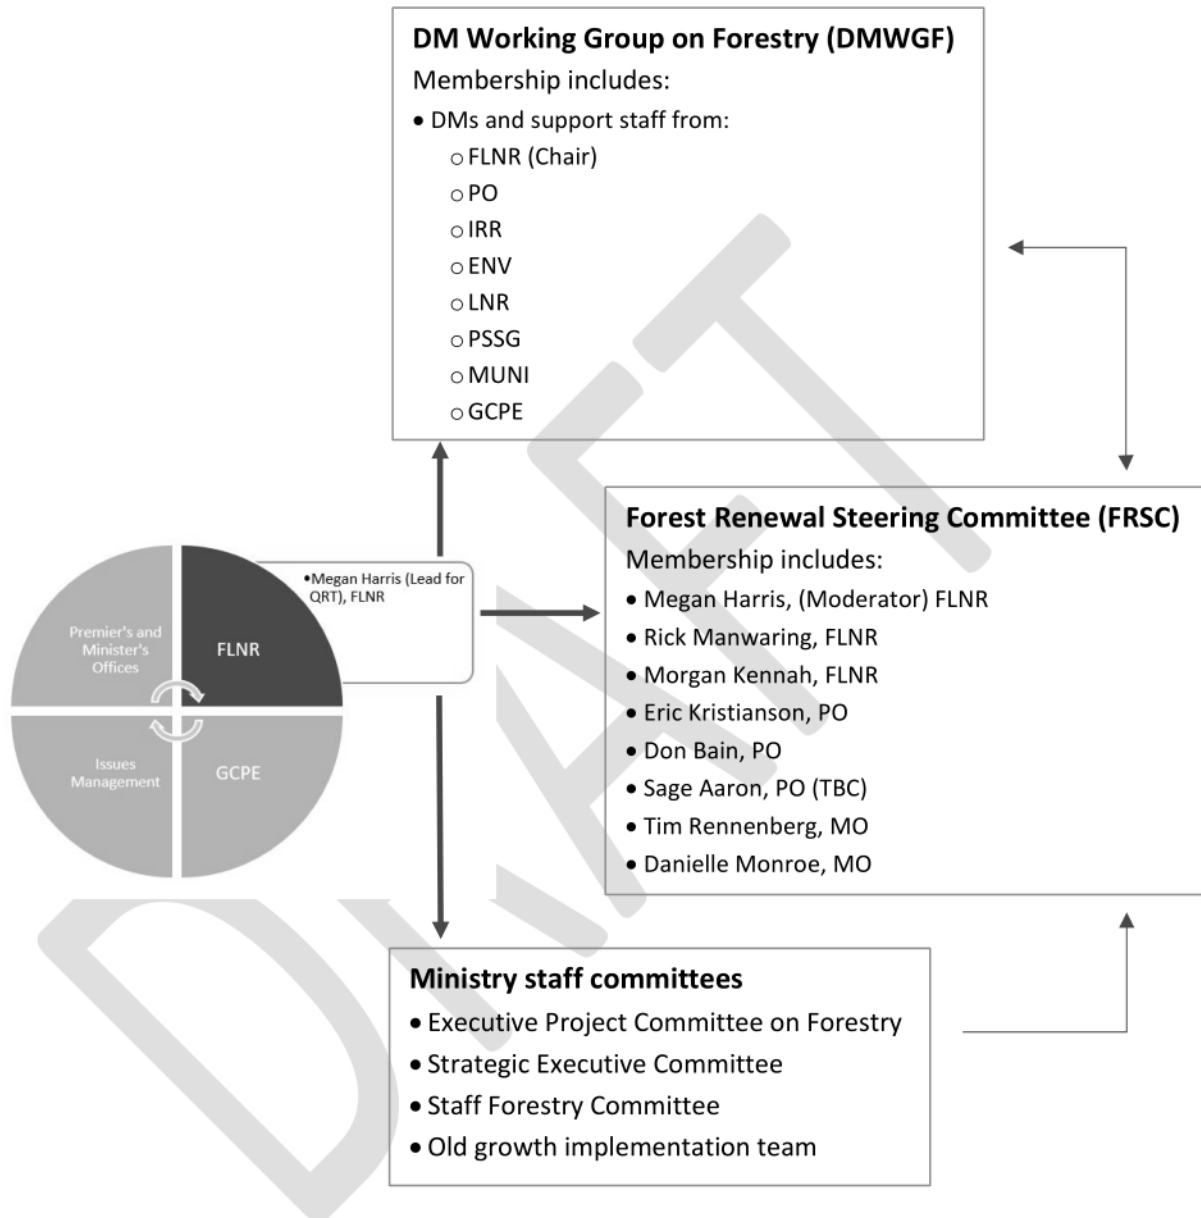 DM Working Group on Forestry (DMWGF)
Membership includes:
• DMs and support staff from:
○ FLNR (Chair)
○ PO
○ IRR
○ ENV
○ LNR
○ PSSG
○ MUNI
○ GCPE
Forest Renewal Steering Committee (FRSC)
Membership includes:
• Megan Harris, (Moderator) FLNR
• Rick Manwaring, FLNR
• Morgan Kennah, FLNR
• Eric Kristianson, PO
• Don Bain, PO
• Sage Aaron, PO (TBC)
• Tim Rennenberg, MO
• Danielle Monroe, MO
•Megan Harris (Lead for
QRT), FLNR
Premier's and
Minister's
Offices
FLNR
Issues
Management
GCPE
Ministry staff committees
• Executive Project Committee on Forestry
• Strategic Executive Committee
• Staff Forestry Committee
• Old growth implementation team
DRAFT